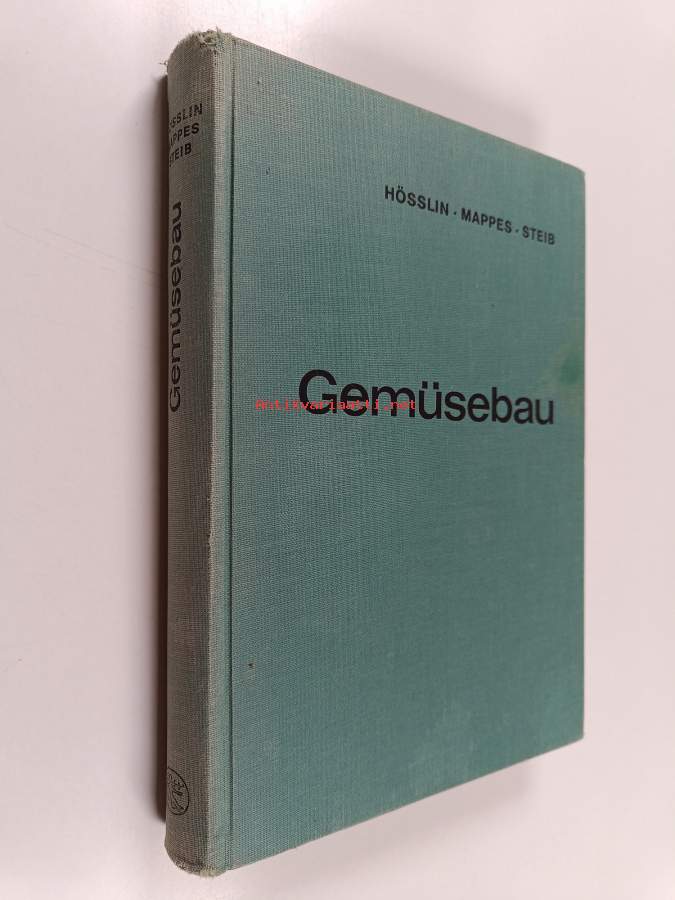 HÖSSLIN
MAPPES
STEIB
Gemüsebau
HÖSSLIN · MAPPES · STEIB
Gemüsebau
Antikvariaatti.net